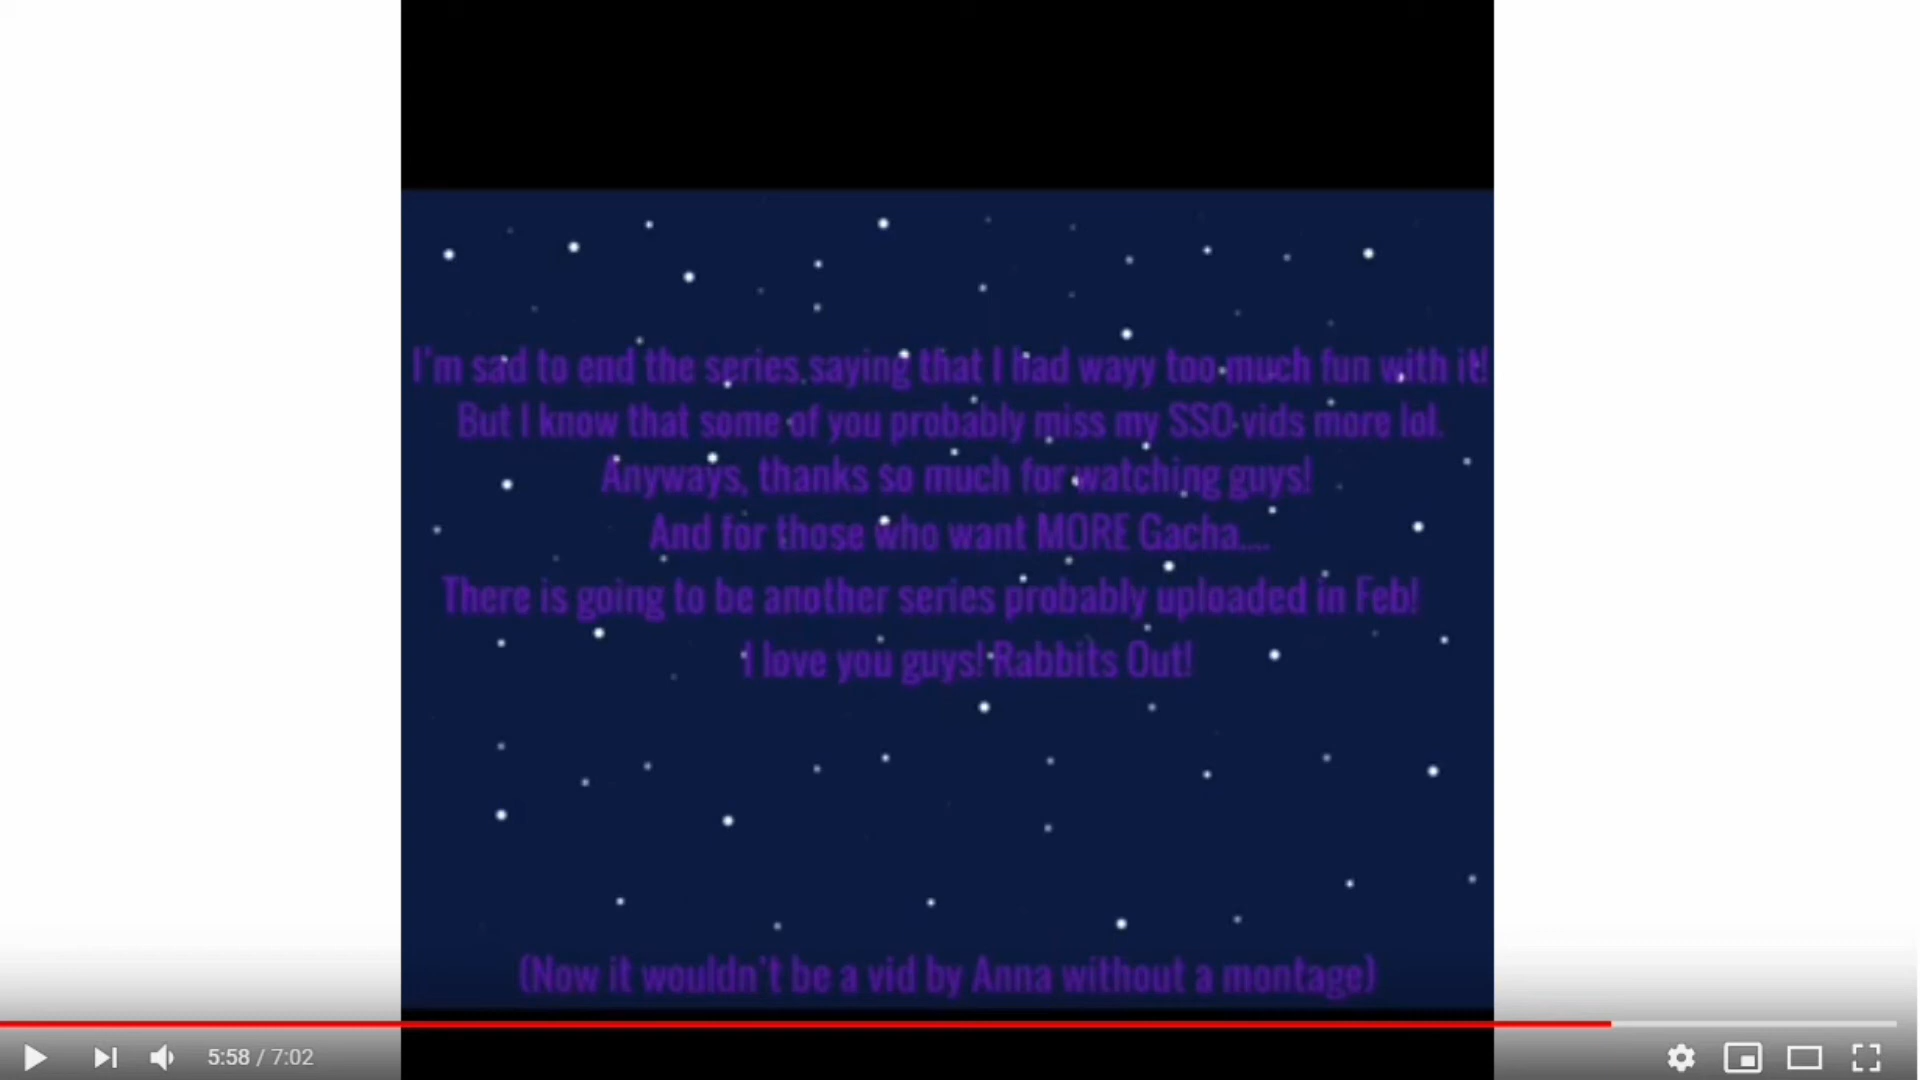 I'm sad to end the series saying that I had wayy too much fun with it!
But I know that some of you probably miss my SSO vids more lol.
Anyways, thanks so much for watching guys!
And for those who want MORE Gacha....
There is going to be another series probably uploaded in Feb!
I love you guys! Rabbits Out!
(Now it wouldn't be a vid by Anna without a montage)
5:58 / 7:02